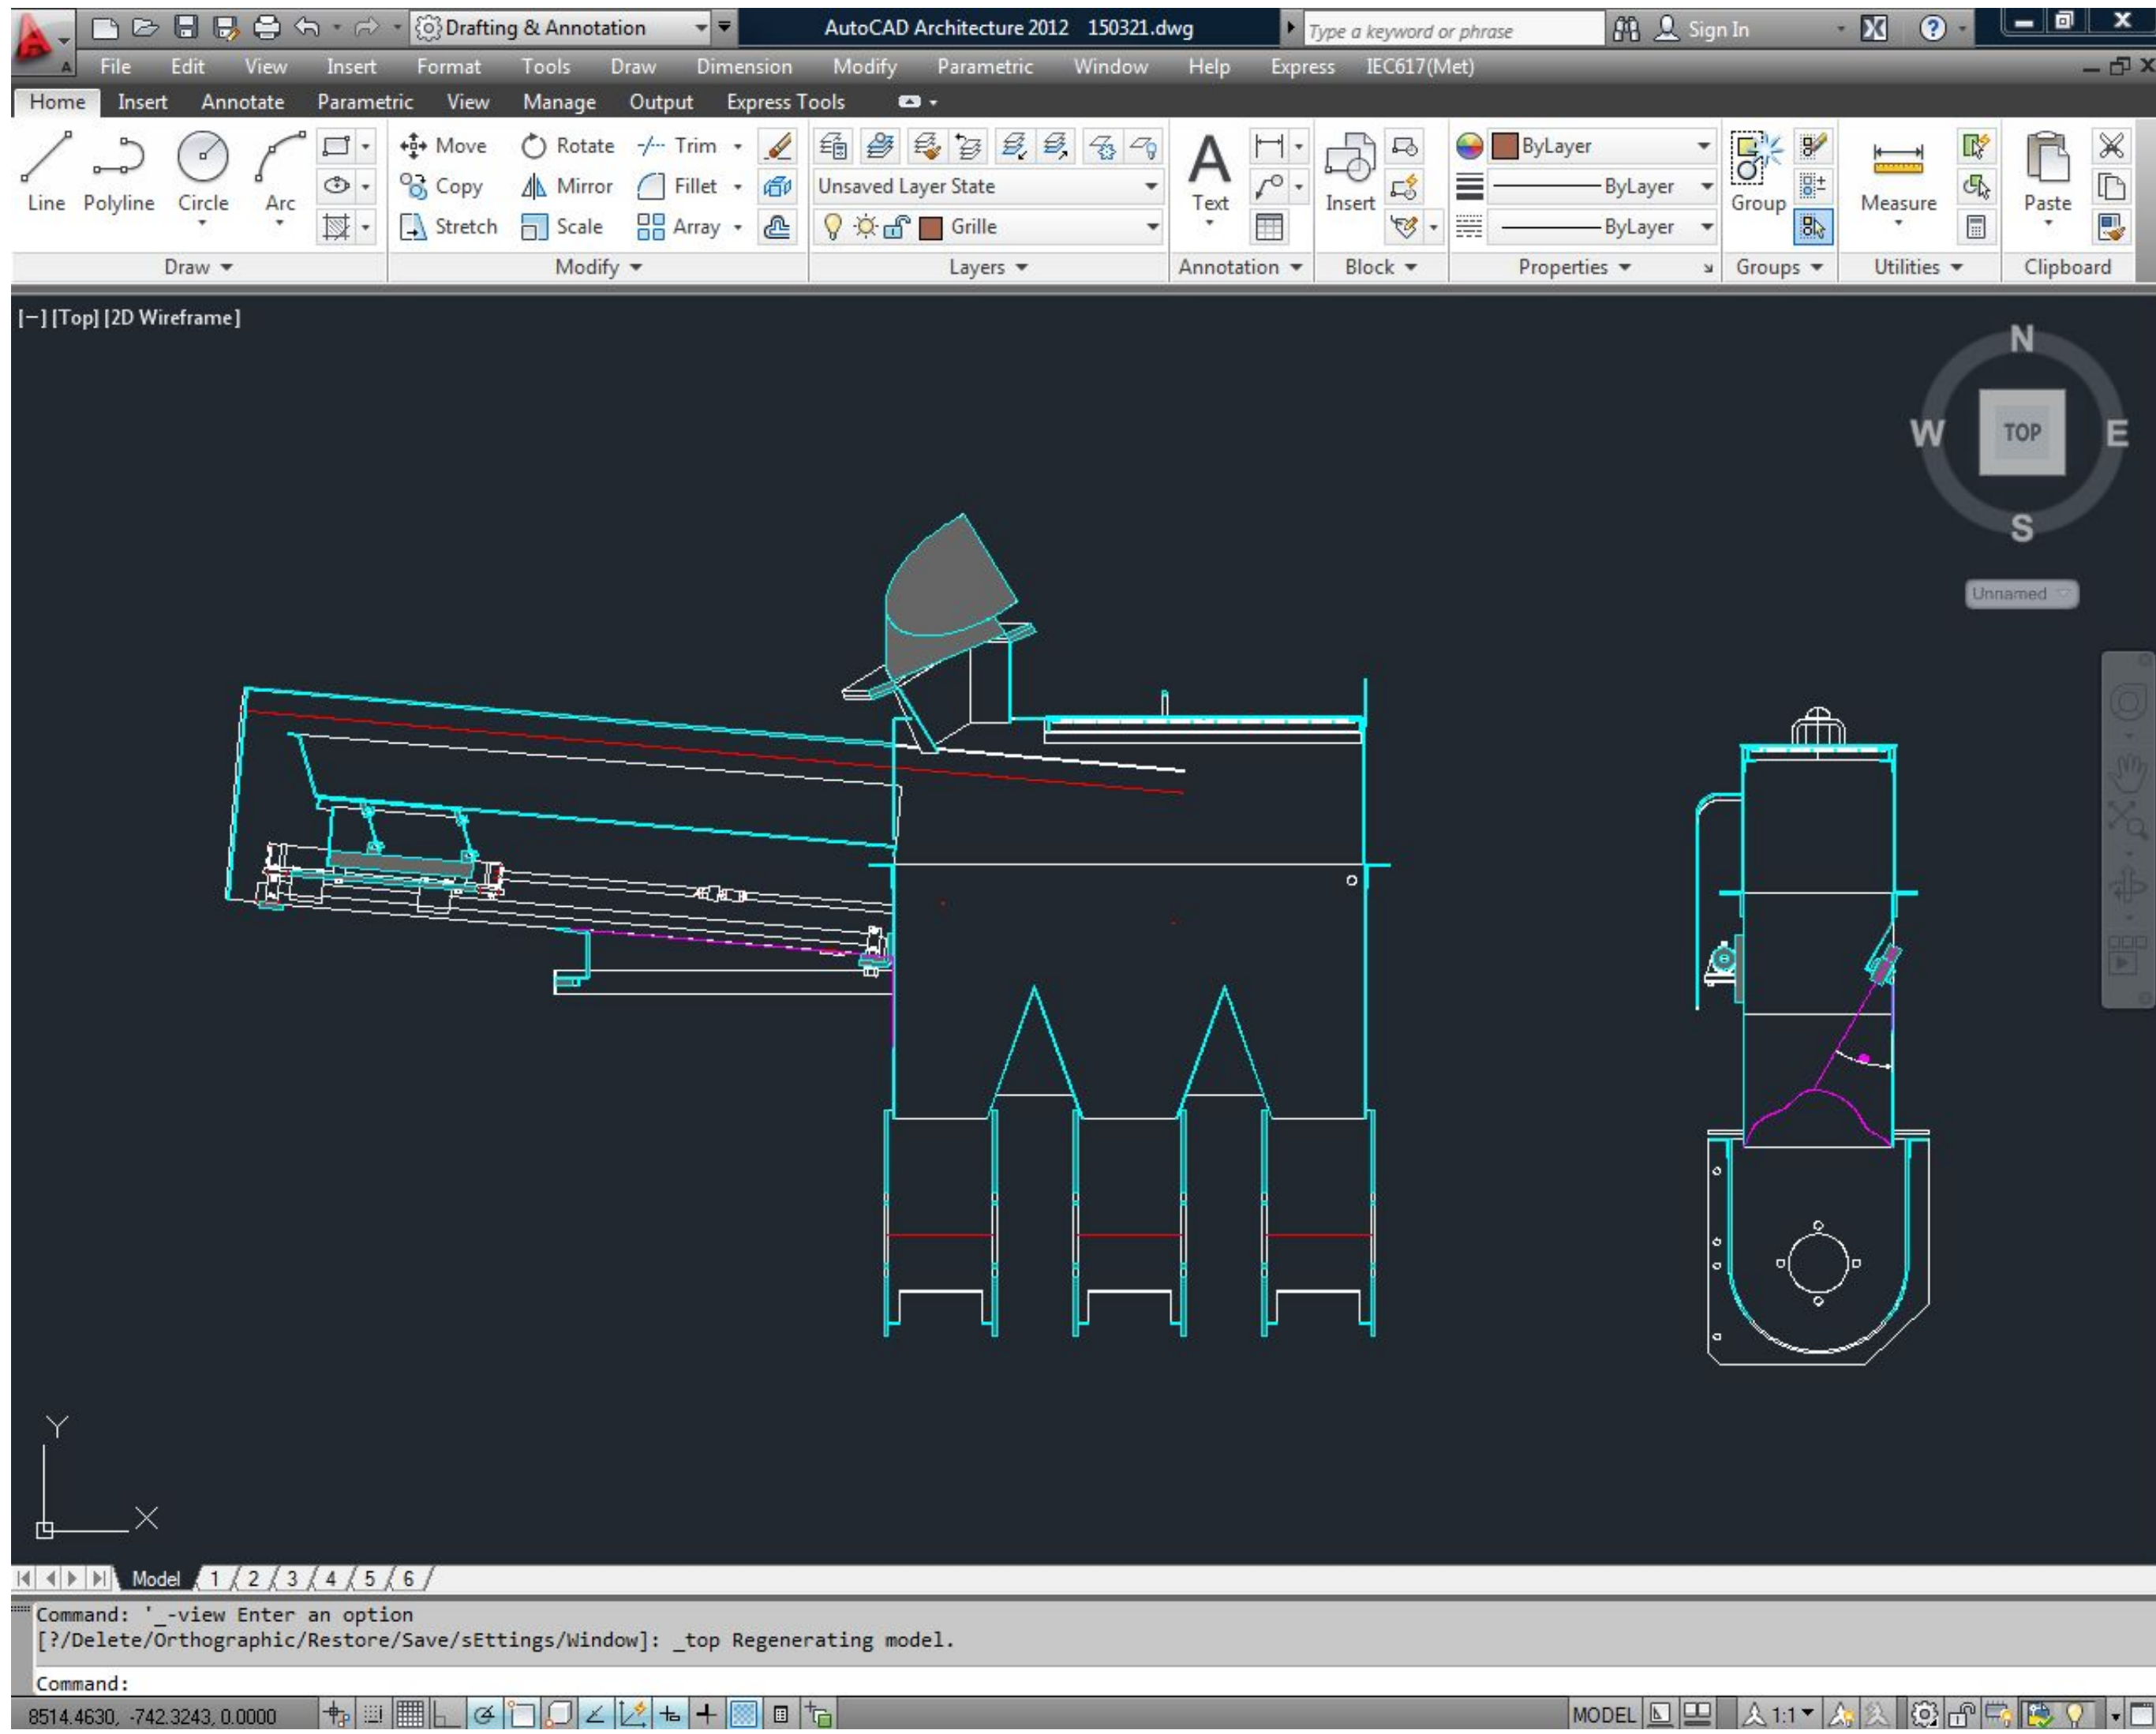 Drafting & Annotation AutoCAD Architecture 2012 150321.dwg Type a keyword or phrase Sign In
File Edit View Insert Format Tools Draw Dimension Modify Parametric Window Help Express IEC617(Met)
Home Insert Annotate Parametric View Manage Output Express Tools
Move Rotate Trim ByLayer
Copy Mirror Fillet Unsaved Layer State ByLayer
Line Polyline Circle Arc Text Insert Group Measure Paste
Stretch Scale Array Grille ByLayer
Draw Modify Layers Annotation Block Properties Groups Utilities Clipboard
[−] [Top] [2D Wireframe]
N
W TOP E
S
Unnamed
Y
X
Model 1 2 3 4 5 6
Command: '_-view Enter an option
[?/Delete/Orthographic/Restore/Save/sEttings/Window]: _top Regenerating model.
Command:
8514.4630, -742.3243, 0.0000 MODEL 1:1